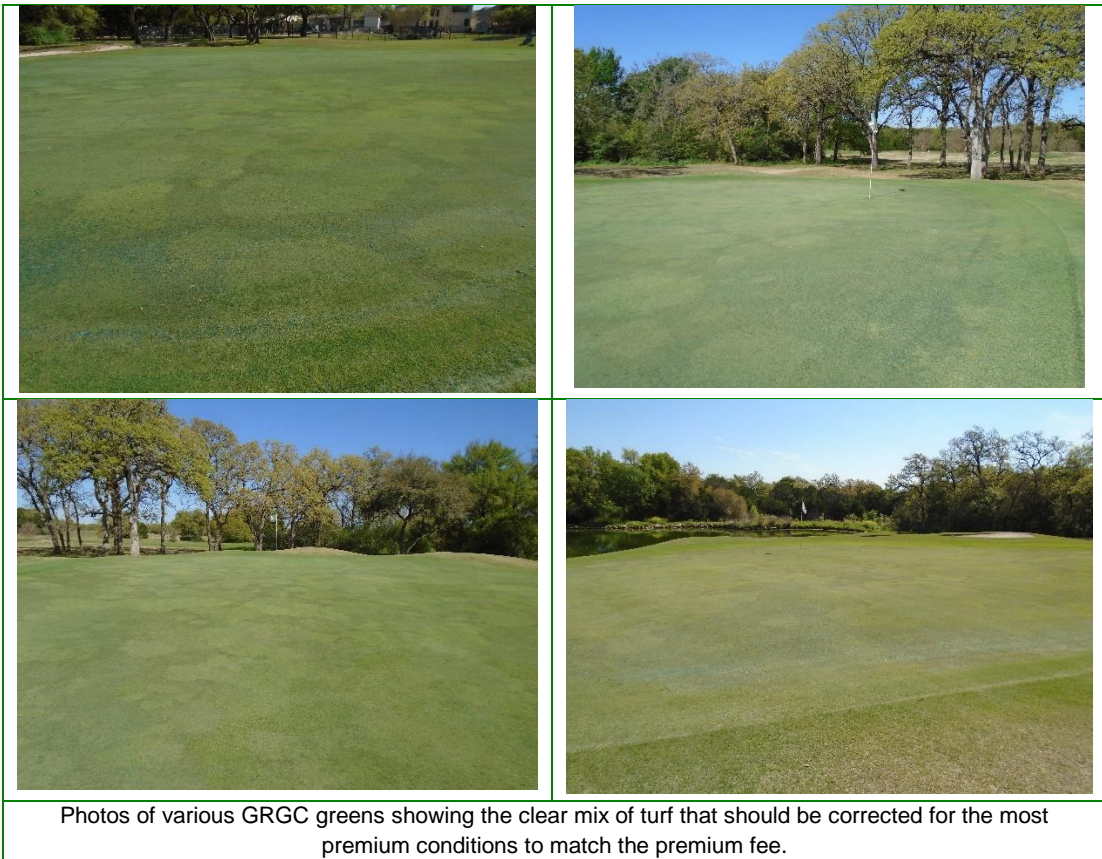 Photos of various GRGC greens showing the clear mix of turf that should be corrected for the most
premium conditions to match the premium fee.